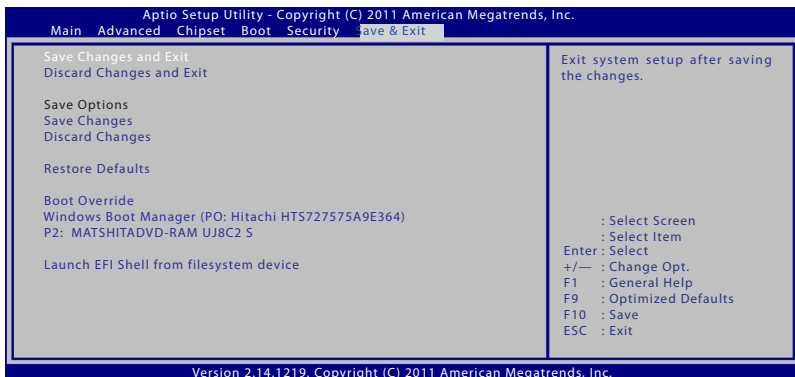 Aptio Setup Utility - Copyright (C) 2011 American Megatrends, Inc.
Main Advanced Chipset Boot Security Save & Exit
Save Changes and Exit
Discard Changes and Exit
Save Options
Save Changes
Discard Changes
Restore Defaults
Boot Override
Windows Boot Manager (PO: Hitachi HTS727575A9E364)
P2: MATSHITADVD-RAM UJ8C2 S
Launch EFI Shell from filesystem device
Exit system setup after saving
the changes.
: Select Screen
: Select Item
Enter : Select
+/— : Change Opt.
F1 : General Help
F9 : Optimized Defaults
F10 : Save
ESC : Exit
Version 2.14.1219. Copyright (C) 2011 American Megatrends, Inc.